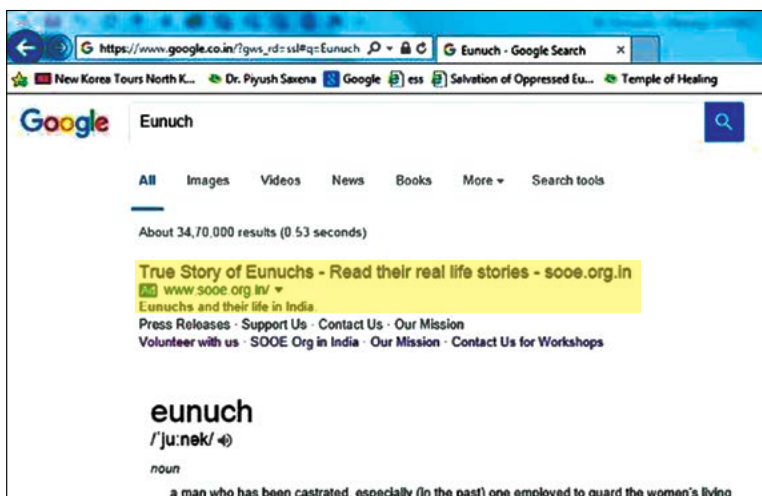 https://www.google.co.in/?gws_rd=ssl#q=Eunuch
G Eunuch - Google Search ×
New Korea Tours North K... Dr. Piyush Saxena Google ess Salvation of Oppressed Eu... Temple of Healing
Google Eunuch
All Images Videos News Books More Search tools
About 34,70,000 results (0.53 seconds)
True Story of Eunuchs - Read their real life stories - sooe.org.in
Ad www.sooe.org.in/
Eunuchs and their life in India.
Press Releases · Support Us · Contact Us · Our Mission
Volunteer with us · SOOE Org in India · Our Mission · Contact Us for Workshops
eunuch
/ˈjuːnək/
noun
a man who has been castrated, especially (in the past) one employed to guard the women's living